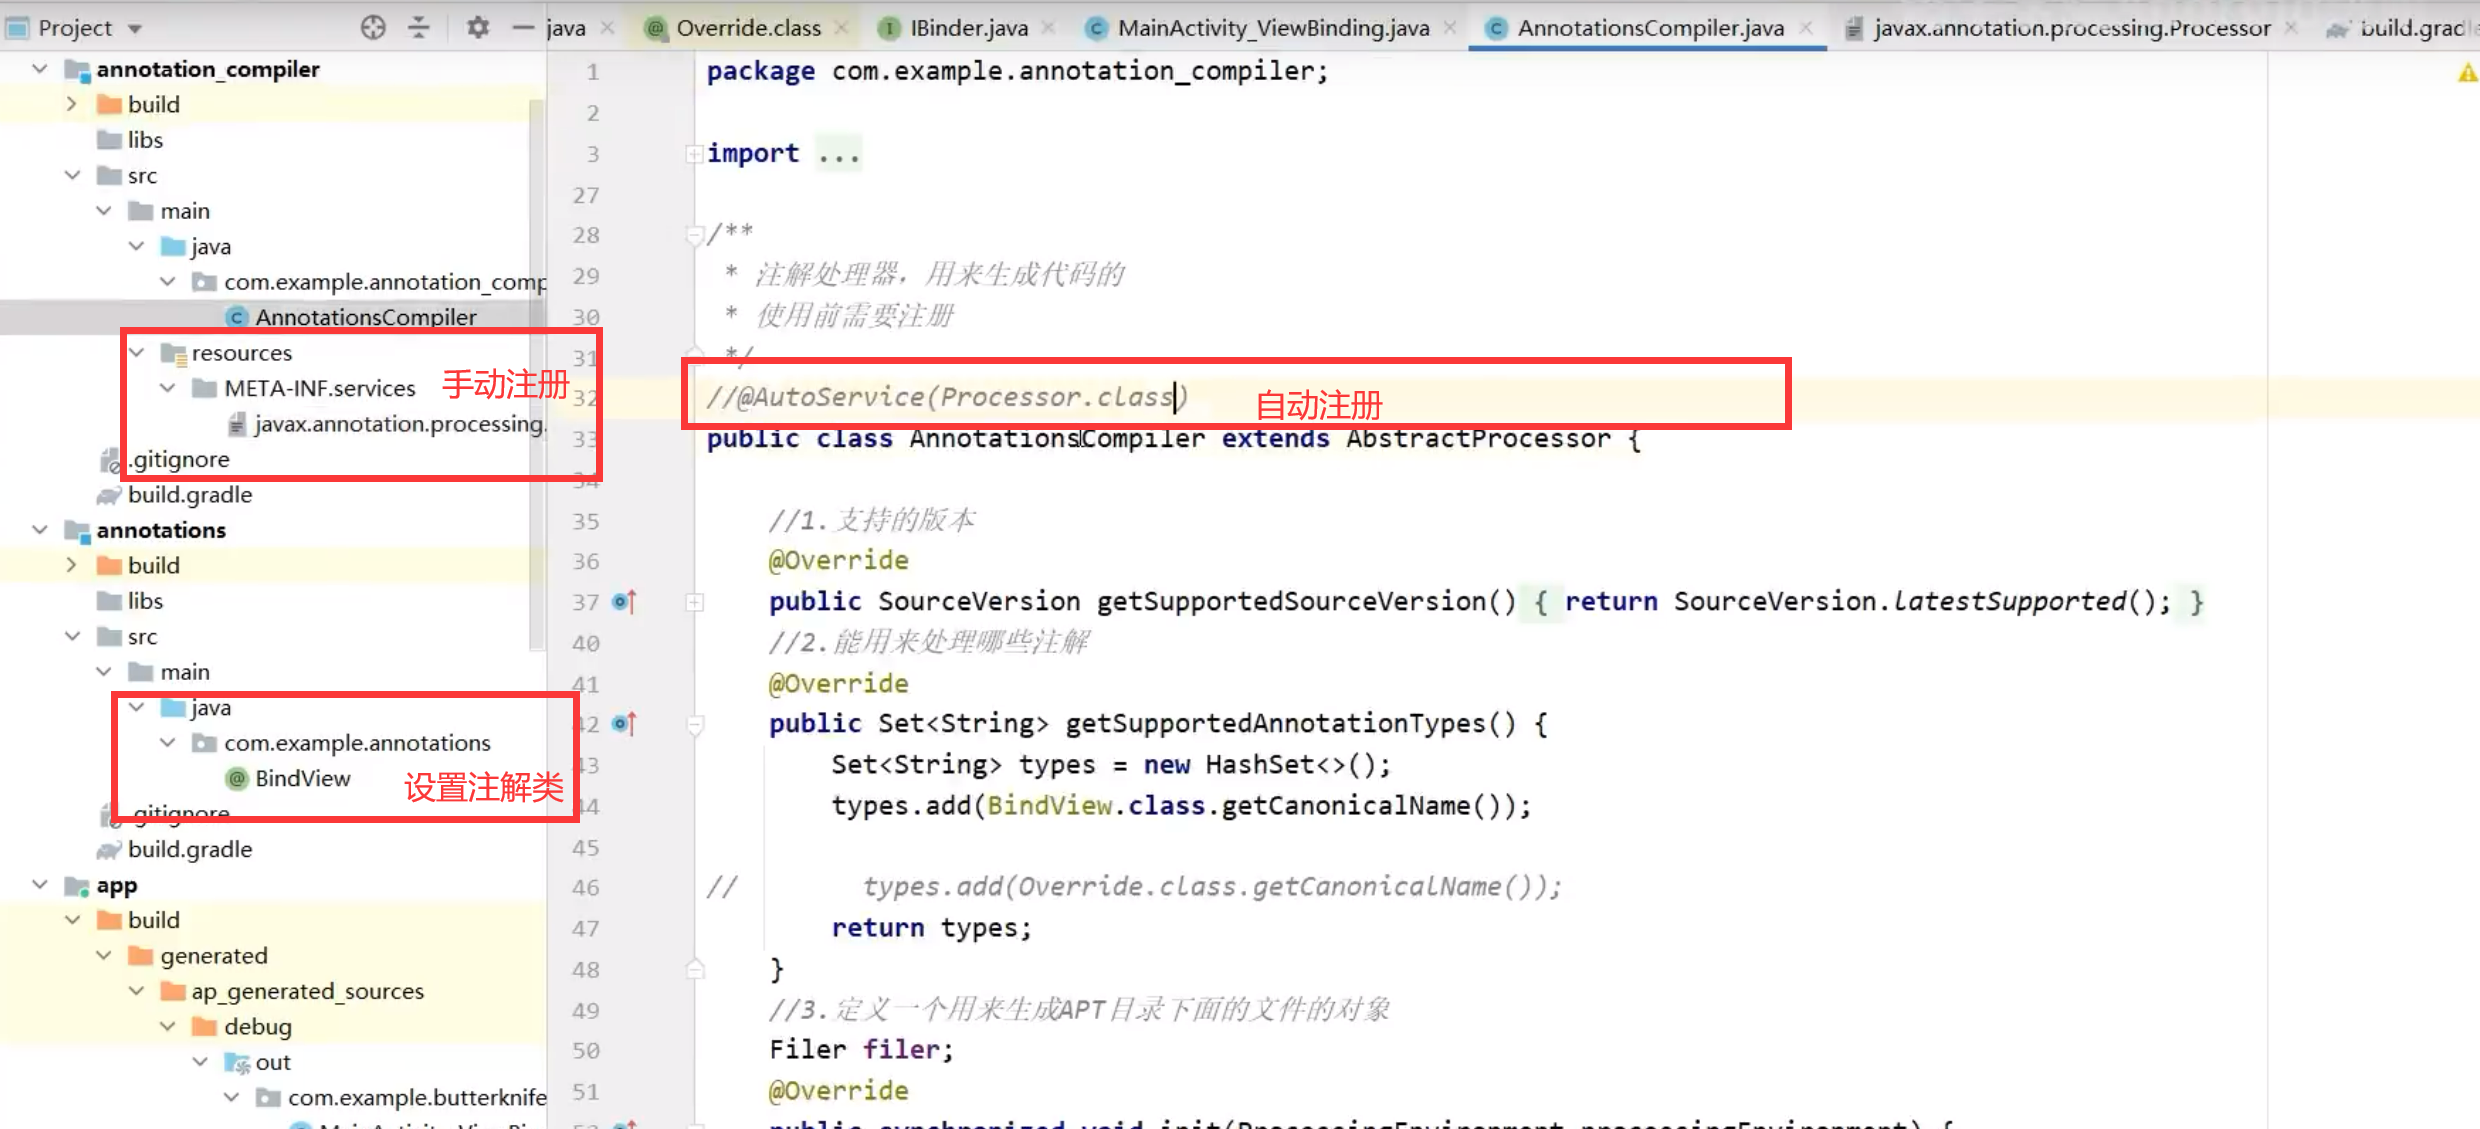 Project
java
Override.class
IBinder.java
MainActivity_ViewBinding.java
AnnotationsCompiler.java
javax.annotation.processing.Processor
annotation_compiler
build
libs
src
main
java
com.example.annotation_comp
AnnotationsCompiler
resources
META-INF.services
手动注册
javax.annotation.processing.
.gitignore
build.gradle
annotations
build
libs
src
main
java
com.example.annotations
BindView
设置注解类
.gitignore
build.gradle
app
build
generated
ap_generated_sources
debug
out
com.example.butterknife
1 package com.example.annotation_compiler;
2
3 import ...
27
28 /**
29 * 注解处理器，用来生成代码的
30 * 使用前需要注册
31 */
32 //@AutoService(Processor.class)
自动注册
33 public class AnnotationsCompiler extends AbstractProcessor {
34
35 //1.支持的版本
36 @Override
37 public SourceVersion getSupportedSourceVersion() { return SourceVersion.latestSupported(); }
40 //2.能用来处理哪些注解
41 @Override
42 public Set<String> getSupportedAnnotationTypes() {
43 Set<String> types = new HashSet<>();
44 types.add(BindView.class.getCanonicalName());
45
46 // types.add(Override.class.getCanonicalName());
47 return types;
48 }
49 //3.定义一个用来生成APT目录下面的文件的对象
50 Filer filer;
51 @Override
public synchronized void init(ProcessingEnvironment processingEnvironment) {